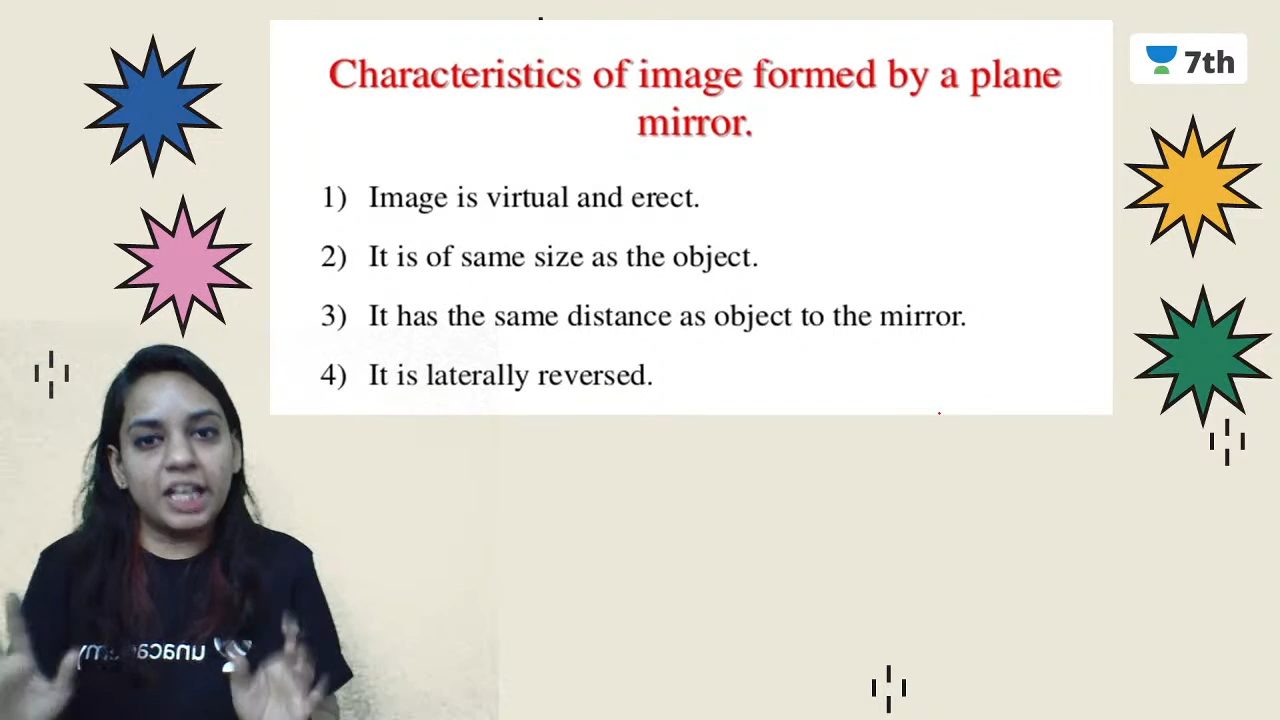 7th
Characteristics of image formed by a plane
mirror.
1) Image is virtual and erect.
2) It is of same size as the object.
3) It has the same distance as object to the mirror.
4) It is laterally reversed.